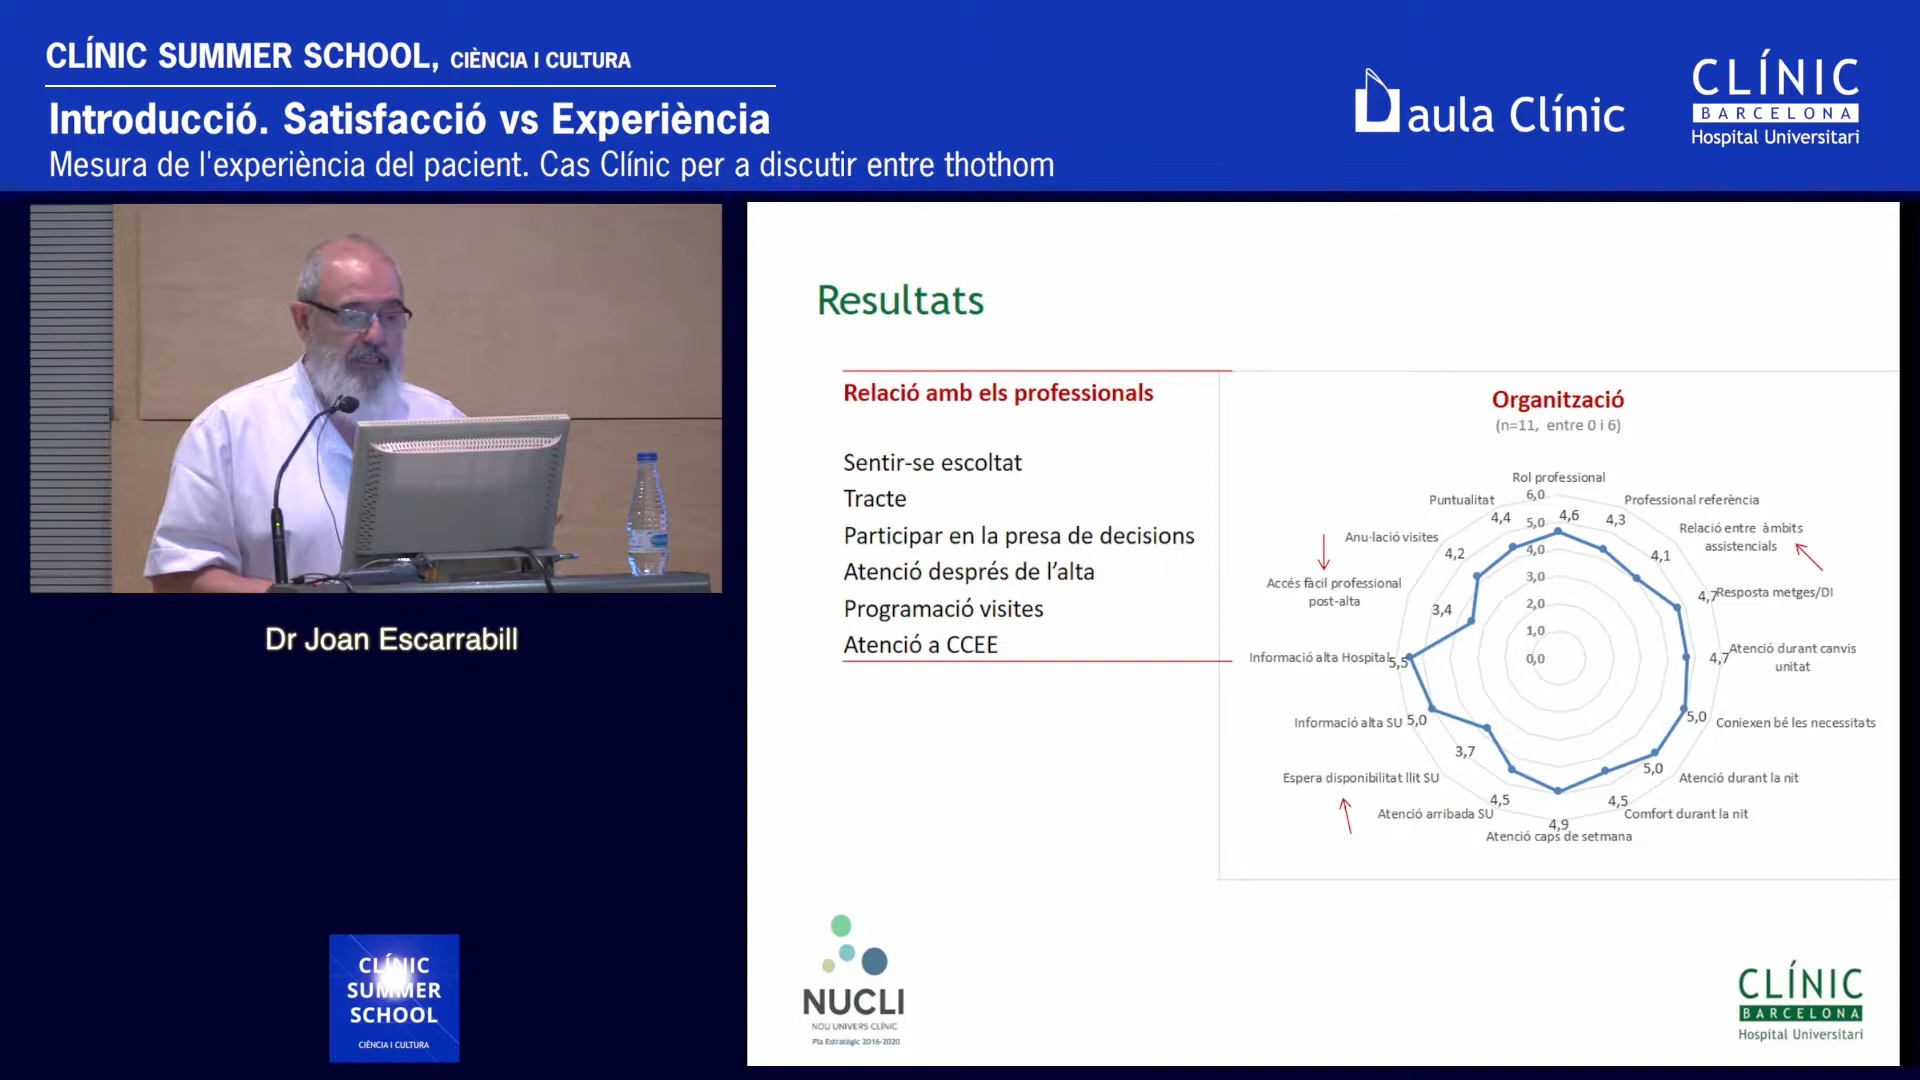 CLÍNIC SUMMER SCHOOL, CIÈNCIA I CULTURA
Introducció. Satisfacció vs Experiència
Mesura de l'experiència del pacient. Cas Clínic per a discutir entre thothom
aula Clínic
CLÍNIC
BARCELONA
Hospital Universitari
Dr Joan Escarrabill
CLÍNIC
SUMMER
SCHOOL
CIÈNCIA I CULTURA
Resultats
Relació amb els professionals
Sentir-se escoltat
Tracte
Participar en la presa de decisions
Atenció després de l’alta
Programació visites
Atenció a CCEE
Organització
(n=11, entre 0 i 6)
Rol professional
4,6
Professional referència
4,3
Relació entre àmbits
assistencials
4,1
Resposta metges/DI
4,7
Atenció durant canvis
unitat
4,7
Coniexen bé les necessitats
5,0
Atenció durant la nit
5,0
Comfort durant la nit
4,5
Atenció caps de setmana
4,9
Atenció arribada SU
4,5
Espera disponibilitat llit SU
3,7
Informació alta SU
5,0
Informació alta Hospital
5,5
Accés fàcil professional
post-alta
3,4
Anu·lació visites
4,2
Puntualitat
4,4
6,0
5,0
4,0
3,0
2,0
1,0
0,0
NUCLI
NOU UNIVERS CLÍNIC
Pla Estratègic 2016-2020
CLÍNIC
BARCELONA
Hospital Universitari